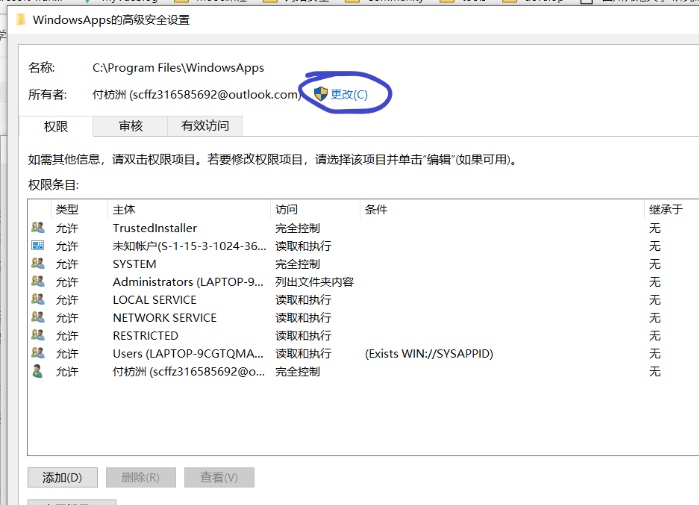 Community
tools
develop
WindowsApps的高级安全设置
名称: C:\Program Files\WindowsApps
所有者: 付枋洲 (scffz316585692@outlook.com) 更改(C)
权限 审核 有效访问
如需其他信息，请双击权限项目。若要修改权限项目，请选择该项目并单击“编辑”(如果可用)。
权限条目:
类型 主体 访问 条件 继承于
允许 TrustedInstaller 完全控制 无
允许 未知帐户(S-1-15-3-1024-36... 读取和执行 无
允许 SYSTEM 完全控制 无
允许 Administrators (LAPTOP-9... 列出文件夹内容 无
允许 LOCAL SERVICE 读取和执行 无
允许 NETWORK SERVICE 读取和执行 无
允许 RESTRICTED 读取和执行 无
允许 Users (LAPTOP-9CGTQMA... 读取和执行 (Exists WIN://SYSAPPID) 无
允许 付枋洲 (scffz316585692@o... 完全控制 无
添加(D) 删除(R) 查看(V)